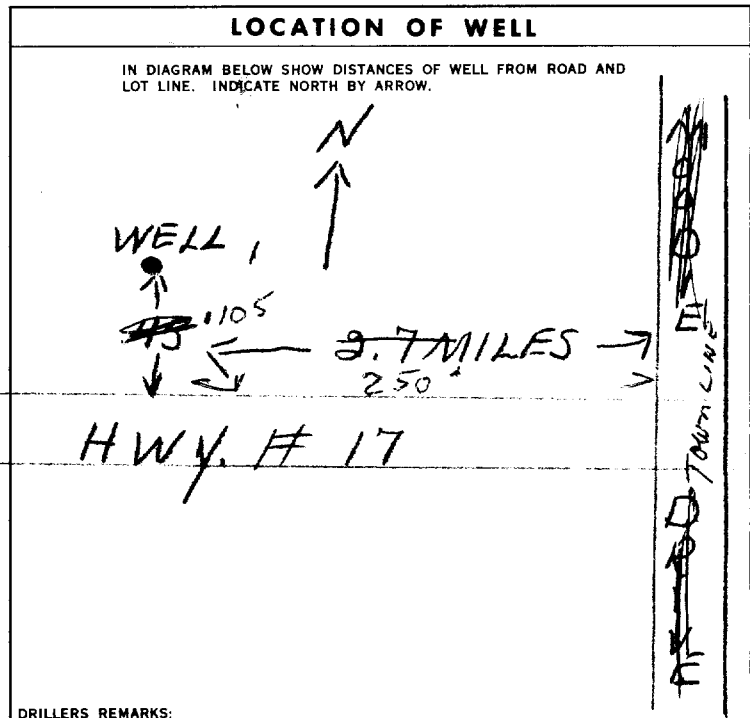 LOCATION OF WELL
IN DIAGRAM BELOW SHOW DISTANCES OF WELL FROM ROAD AND
LOT LINE. INDICATE NORTH BY ARROW.
N
WELL
105
2.7 MILES
250'
HWY. # 17
TOWN LINE
DRILLERS REMARKS: